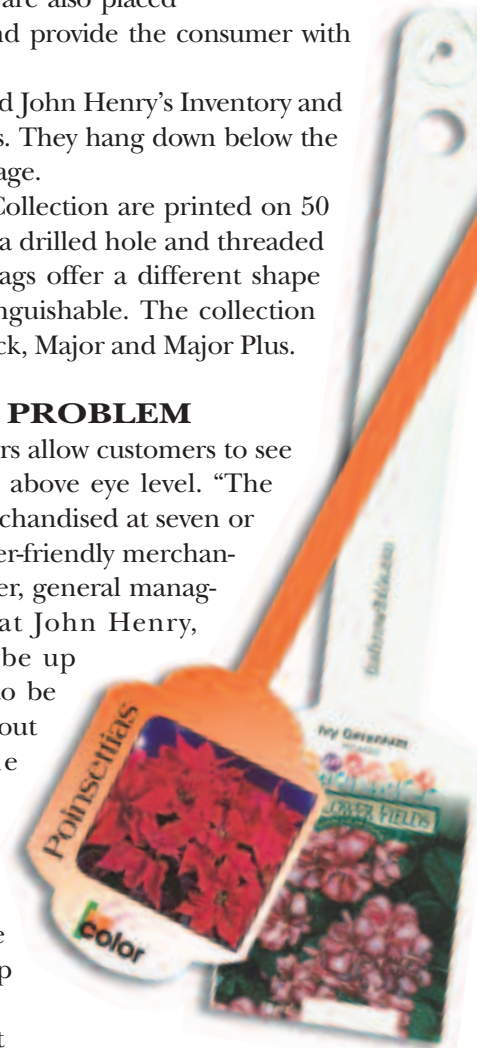 are also placed
nd provide the consumer with
d John Henry's Inventory and
s. They hang down below the
age.
Collection are printed on 50
a drilled hole and threaded
ags offer a different shape
nguishable. The collection
ck, Major and Major Plus.
PROBLEM
rs allow customers to see
above eye level. “The
chandised at seven or
er-friendly merchan-
er, general manag-
at John Henry,
be up
to be
out
e
e
p
t
Poinsettias
color
Ivy Geranium
FLOWER FIELDS